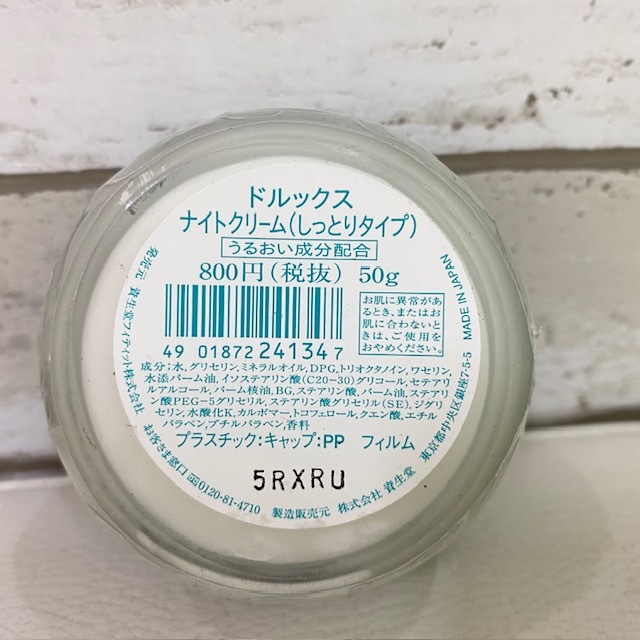 ドルックス
ナイトクリーム(しっとりタイプ)
うるおい成分配合
800円(税抜) 50g
お肌に異常があ
るとき、またはお
肌に合わないと
きは、ご使用を
おやめください。
4901872241347
成分:水,グリセリン,ミネラルオイル,DPG,トリオクタノイン,ワセリン,
水添パーム油,イソステアリン酸(C20-30)グリコール,セテアリ
ルアルコール,パーム核油,BG,ステアリン酸,パーム油,ステアリ
ン酸PEG-5グリセリル,ステアリン酸グリセリル(SE),ジグリ
セリン,水酸化K,カルボマー,トコフェロール,クエン酸,エチル
パラベン,ブチルパラベン,香料
プラスチック:キャップ:PP フィルム
5RXRU
発売元 資生堂フティット株式会社
お客さま窓口 0120-81-4710
製造販売元 株式会社 資生堂
東京都中央区銀座7-5-5
MADE IN JAPAN